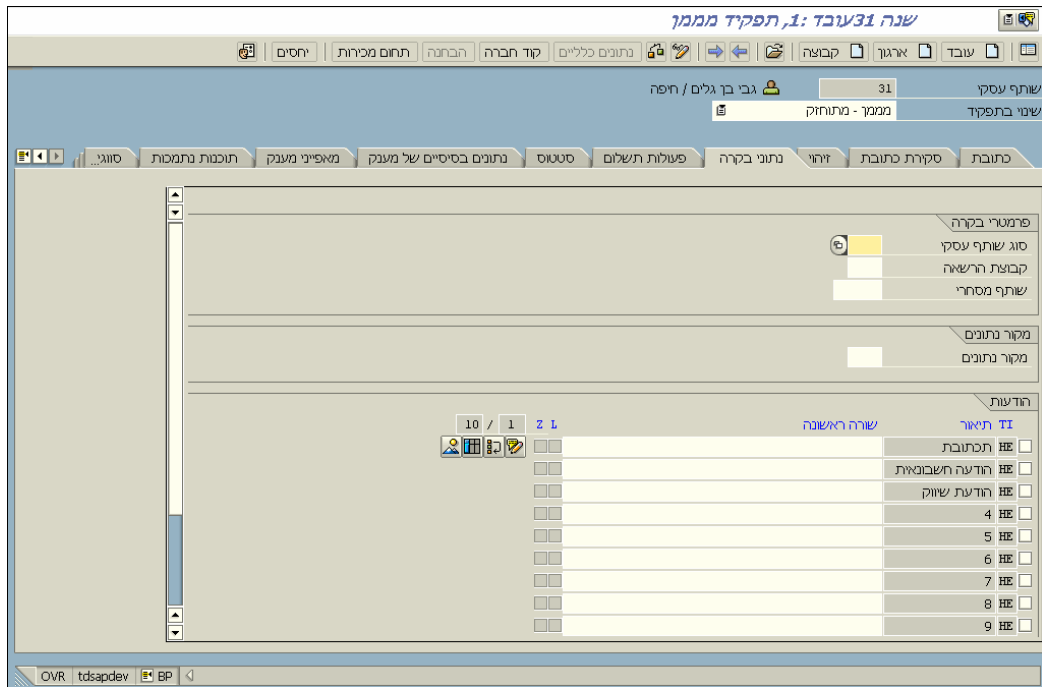 שנה 31עובד :1, תפקיד מממך
עובד ארגון קבוצה נתונים כלליים קוד חברה הבחנה תחום מכירות יחסים
שותף עסקי 31 גבי בן גלים / חיפה
שינוי בתפקיד מממך - מתוחזק
כתובת סקירת כתובת זיהוי נתוני בקרה פעולות תשלום סטטוס נתונים בסיסיים של מענק מאפייני מענק תוכנות נתמכות סווגי...
פרמטרי בקרה
סוג שותף עסקי
קבוצת הרשאה
שותף מסחרי
מקור נתונים
מקור נתונים
הודעות
TI תיאור שורה ראשונה Z L 10 / 1
HE תכתובת
HE הודעה חשבונאית
HE הודעת שיווק
HE 4
HE 5
HE 6
HE 7
HE 8
HE 9
OVR tdsapdev BP